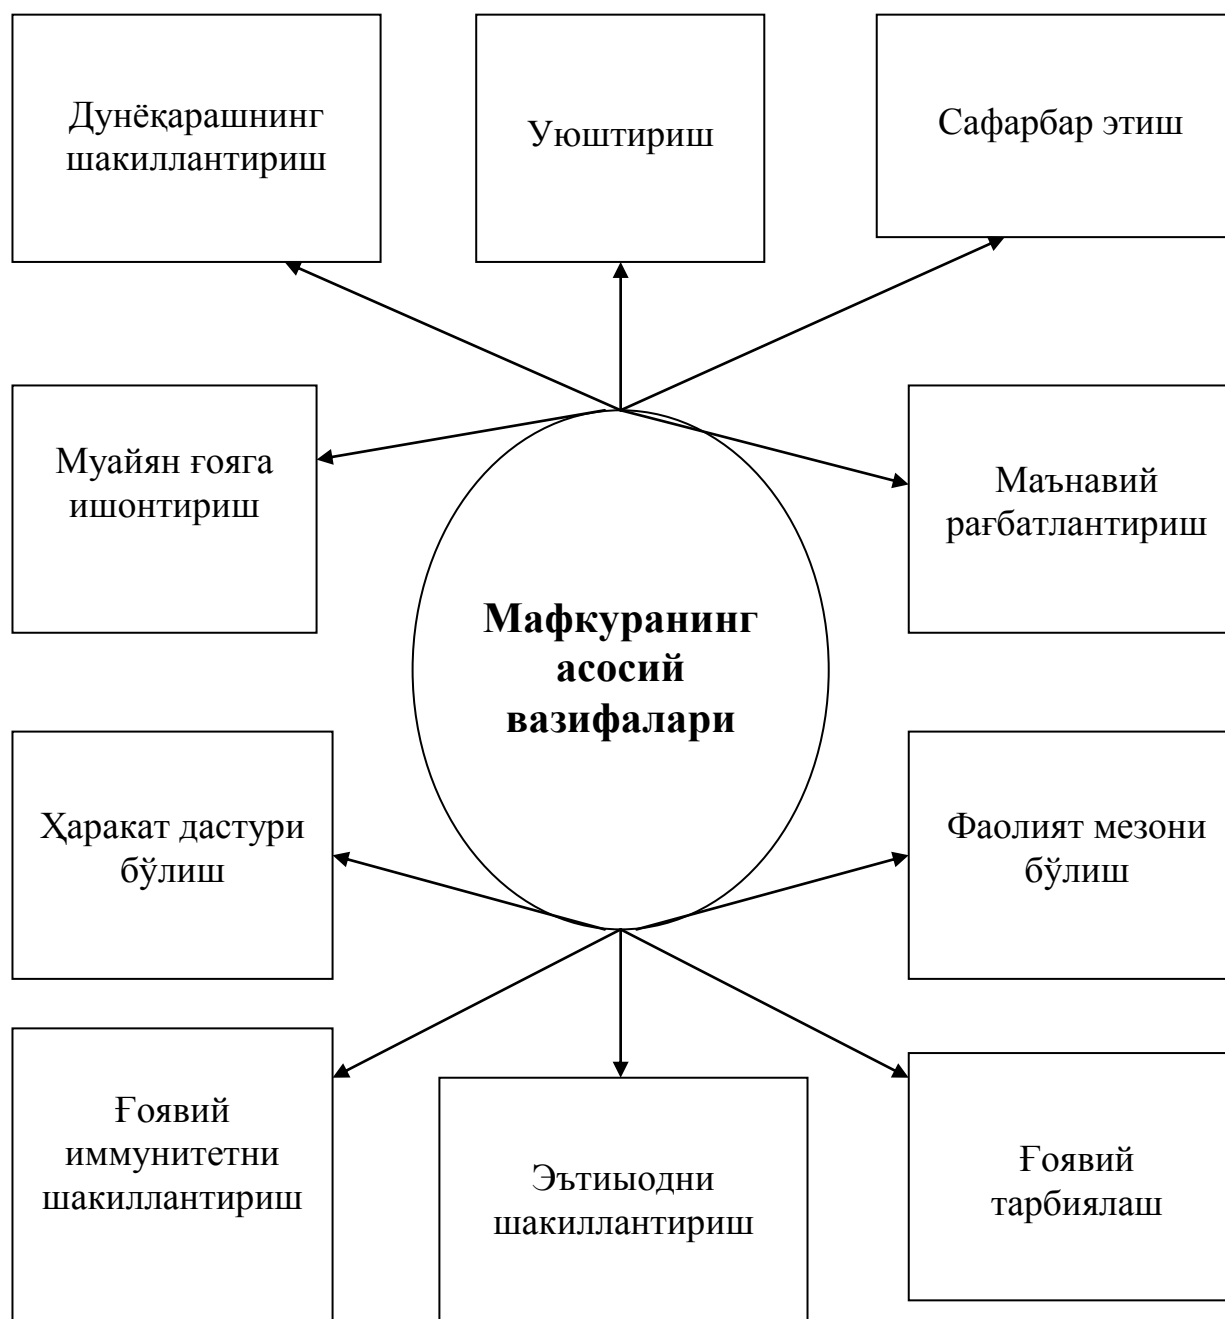 Дунёқарашнинг
шакиллантириш
Уюштириш
Сафарбар этиш
Муайян ғояга
ишонтириш
Маънавий
рағбатлантириш
Мафкуранинг
асосий
вазифалари
Ҳаракат дастури
бўлиш
Фаолият мезони
бўлиш
Ғоявий
иммунитетни
шакиллантириш
Эътиыодни
шакиллантириш
Ғоявий
тарбиялаш